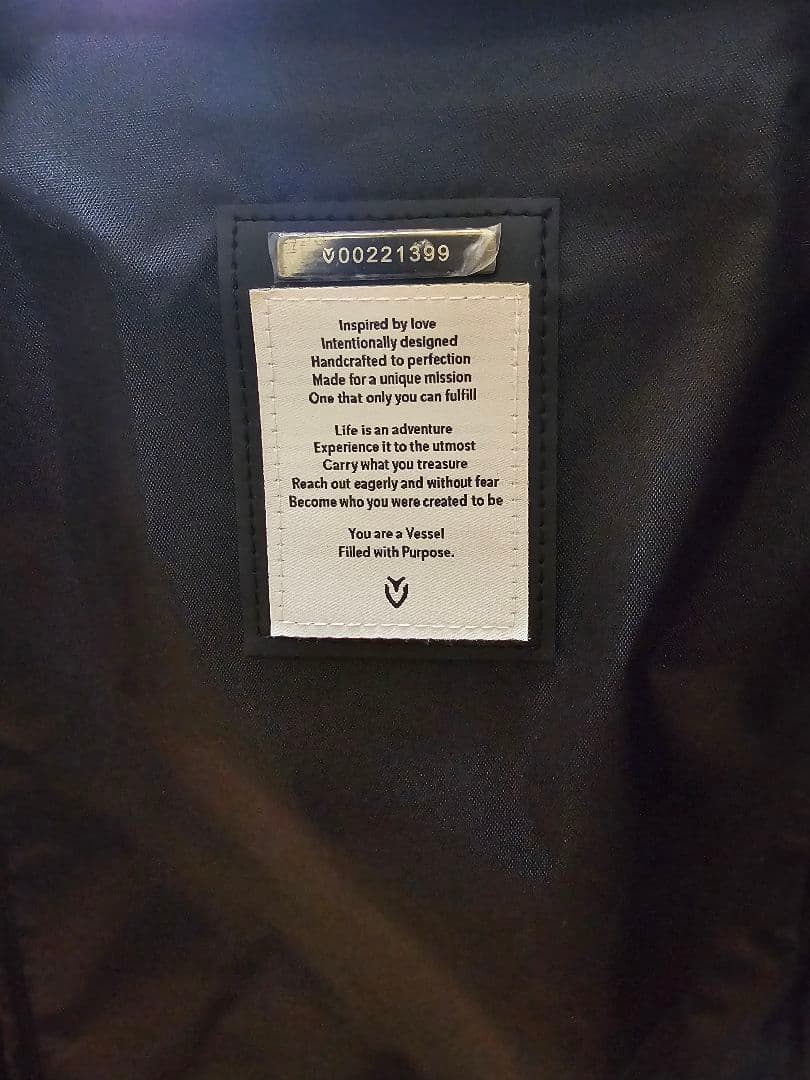 00221399
Inspired by love
Intentionally designed
Handcrafted to perfection
Made for a unique mission
One that only you can fulfill
Life is an adventure
Experience it to the utmost
Carry what you treasure
Reach out eagerly and without fear
Become who you were created to be
You are a Vessel
Filled with Purpose.